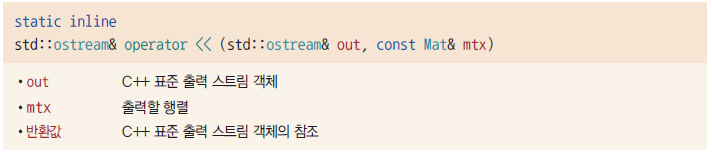 static inline
std::ostream& operator << (std::ostream& out, const Mat& mtx)
• out C++ 표준 출력 스트림 객체
• mtx 출력할 행렬
• 반환값 C++ 표준 출력 스트림 객체의 참조